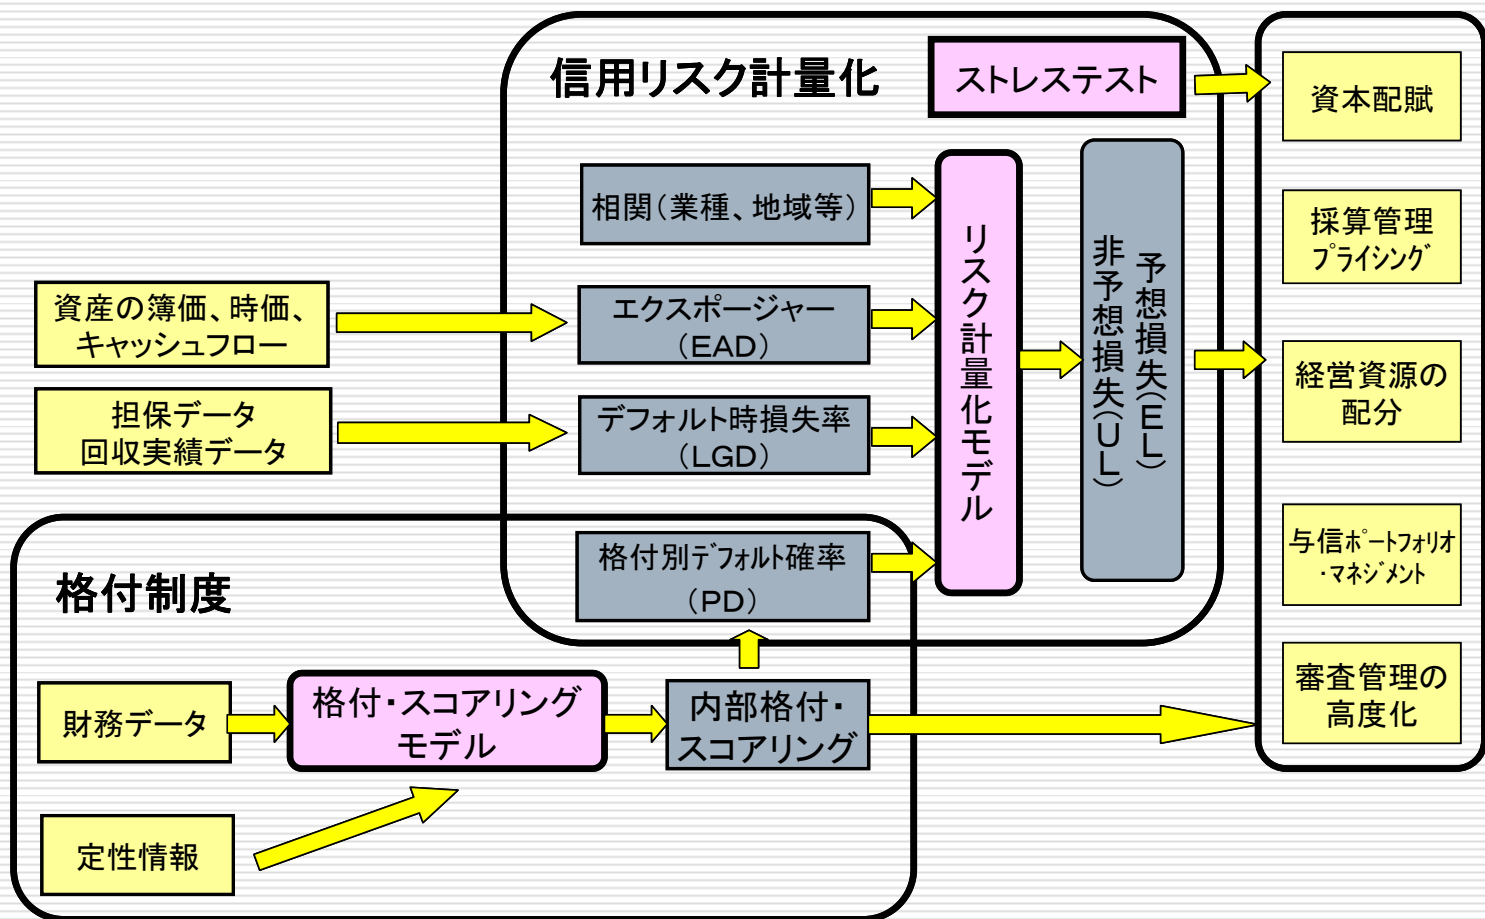 信用リスク計量化
ストレステスト
相関（業種、地域等）
資産の簿価、時価、
キャッシュフロー
エクスポージャー
（EAD）
担保データ
回収実績データ
デフォルト時損失率
（LGD）
格付別ﾃﾞﾌｫﾙﾄ確率
（PD）
リスク計量化モデル
予想損失（EL）
非予想損失（UL）
格付制度
財務データ
格付・スコアリング
モデル
内部格付・
スコアリング
定性情報
資本配賦
採算管理
ﾌﾟﾗｲｼﾝｸﾞ
経営資源の
配分
与信ﾎﾟｰﾄﾌｫﾘｵ
・ﾏﾈｼﾞﾒﾝﾄ
審査管理の
高度化